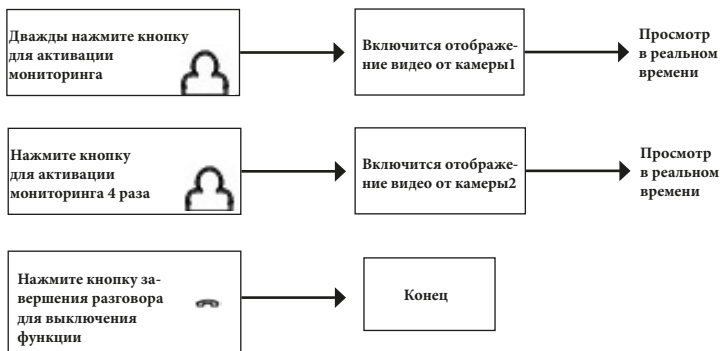 Дважды нажмите кнопку
для активации
мониторинга
Включится отображе-
ние видео от камеры1
Просмотр
в реальном
времени
Нажмите кнопку
для активации
мониторинга 4 раза
Включится отображе-
ние видео от камеры2
Просмотр
в реальном
времени
Нажмите кнопку за-
вершения разговора
для выключения
функции
Конец